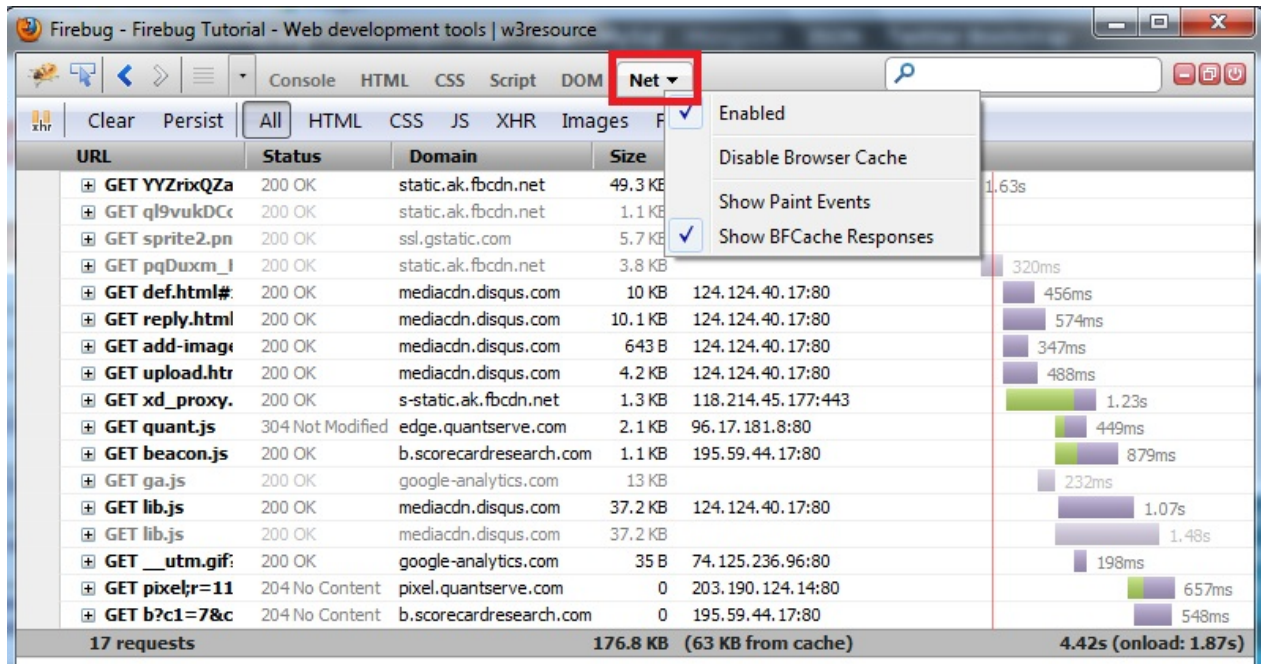 Firebug - Firebug Tutorial - Web development tools | w3resource
Console HTML CSS Script DOM Net
xhr Clear Persist All HTML CSS JS XHR Images F
Enabled
Disable Browser Cache
Show Paint Events
Show BFCache Responses
URL Status Domain Size
GET YYZrixQZa 200 OK static.ak.fbcdn.net 49.3 KB 1.63s
GET ql9vukDCc 200 OK static.ak.fbcdn.net 1.1 KB
GET sprite2.pn 200 OK ssl.gstatic.com 5.7 KB
GET pqDuxm_ 200 OK static.ak.fbcdn.net 3.8 KB 320ms
GET def.html# 200 OK mediacdn.disqus.com 10 KB 124.124.40.17:80 456ms
GET reply.html 200 OK mediacdn.disqus.com 10.1 KB 124.124.40.17:80 574ms
GET add-image 200 OK mediacdn.disqus.com 643 B 124.124.40.17:80 347ms
GET upload.htr 200 OK mediacdn.disqus.com 4.2 KB 124.124.40.17:80 488ms
GET xd_proxy. 200 OK s-static.ak.fbcdn.net 1.3 KB 118.214.45.177:443 1.23s
GET quant.js 304 Not Modified edge.quantserve.com 2.1 KB 96.17.181.8:80 449ms
GET beacon.js 200 OK b.scorecardresearch.com 1.1 KB 195.59.44.17:80 879ms
GET ga.js 200 OK google-analytics.com 13 KB 232ms
GET lib.js 200 OK mediacdn.disqus.com 37.2 KB 124.124.40.17:80 1.07s
GET lib.js 200 OK mediacdn.disqus.com 37.2 KB 1.48s
GET __utm.gif? 200 OK google-analytics.com 35 B 74.125.236.96:80 198ms
GET pixel;r=11 204 No Content pixel.quantserve.com 0 203.190.124.14:80 657ms
GET b?c1=7&c 204 No Content b.scorecardresearch.com 0 195.59.44.17:80 548ms
17 requests 176.8 KB (63 KB from cache) 4.42s (onload: 1.87s)